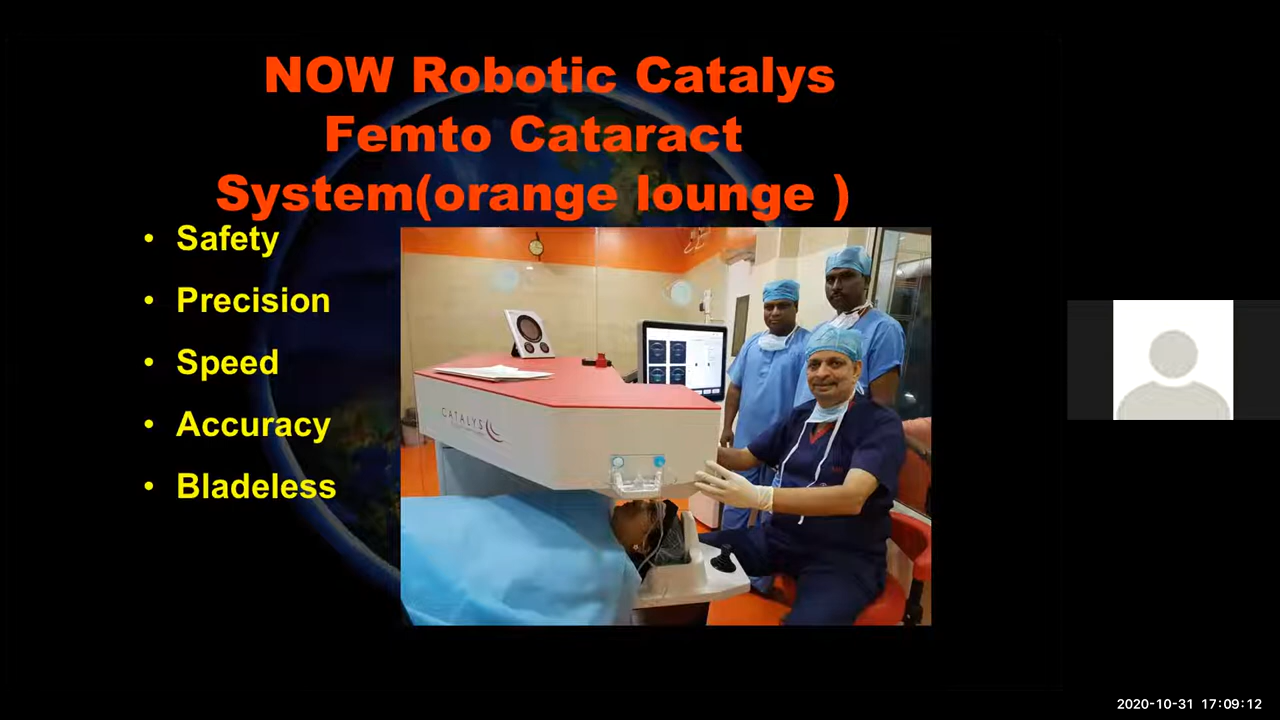 NOW Robotic Catalys
Femto Cataract
System(orange lounge )
• Safety
• Precision
• Speed
• Accuracy
• Bladeless
CATALYS
2020-10-31 17:09:12